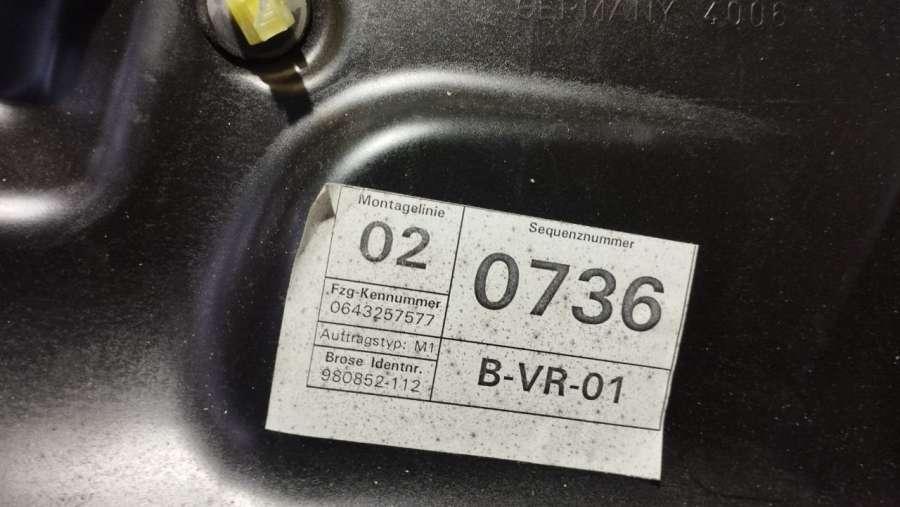 GERMANY 4006
Montagelinie
02
Sequenznummer
0736
Fzg-Kennummer
0643257577
Auftragstyp: M1
Brose Identnr.
980852-112
B-VR-01